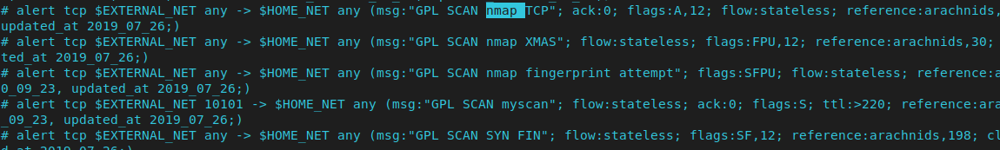 # alert tcp $EXTERNAL_NET any -> $HOME_NET any (msg:"GPL SCAN nmap TCP"; ack:0; flags:A,12; flow:stateless; reference:arachnids,
updated_at 2019_07_26;)
# alert tcp $EXTERNAL_NET any -> $HOME_NET any (msg:"GPL SCAN nmap XMAS"; flow:stateless; flags:FPU,12; reference:arachnids,30;
ted_at 2019_07_26;)
# alert tcp $EXTERNAL_NET any -> $HOME_NET any (msg:"GPL SCAN nmap fingerprint attempt"; flags:SFPU; flow:stateless; reference:a
0_09_23, updated_at 2019_07_26;)
# alert tcp $EXTERNAL_NET 10101 -> $HOME_NET any (msg:"GPL SCAN myscan"; flow:stateless; ack:0; flags:S; ttl:>220; reference:ara
_09_23, updated_at 2019_07_26;)
# alert tcp $EXTERNAL_NET any -> $HOME_NET any (msg:"GPL SCAN SYN FIN"; flow:stateless; flags:SF,12; reference:arachnids,198; cl
d_at 2019_07_26;)